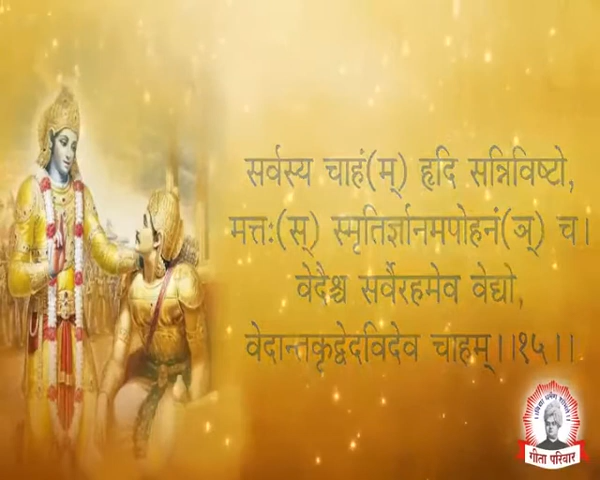 सर्वस्य चाहं(म्) हृदि सन्निविष्टो,
मत्तः(स्) स्मृतिर्ज्ञानमपोहनं(ञ्) च।
वेदैश्च सर्वैरहमेव वेद्यो,
वेदान्तकृद्वेदविदेव चाहम्।।१५।।
गीता परिवार